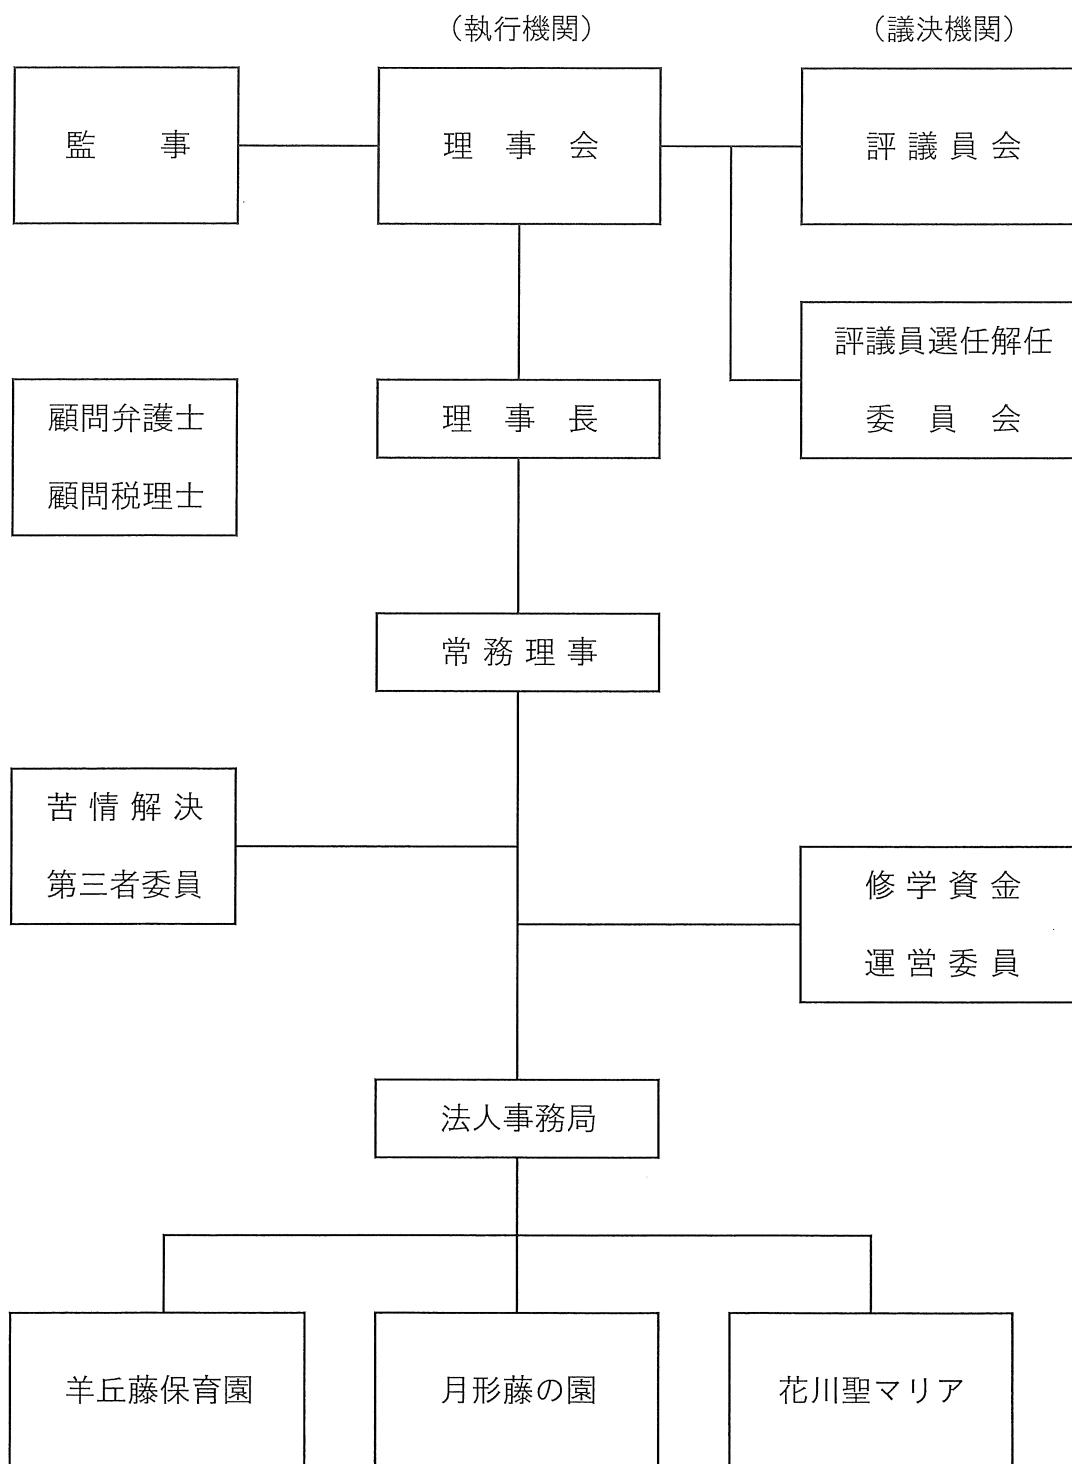 （執行機関）
（議決機関）
監　事
理　事　会
評 議 員 会
評議員選任解任
委　員　会
顧問弁護士
顧問税理士
理　事　長
常 務 理 事
苦 情 解 決
第三者委員
修 学 資 金
運 営 委 員
法人事務局
羊丘藤保育園
月形藤の園
花川聖マリア